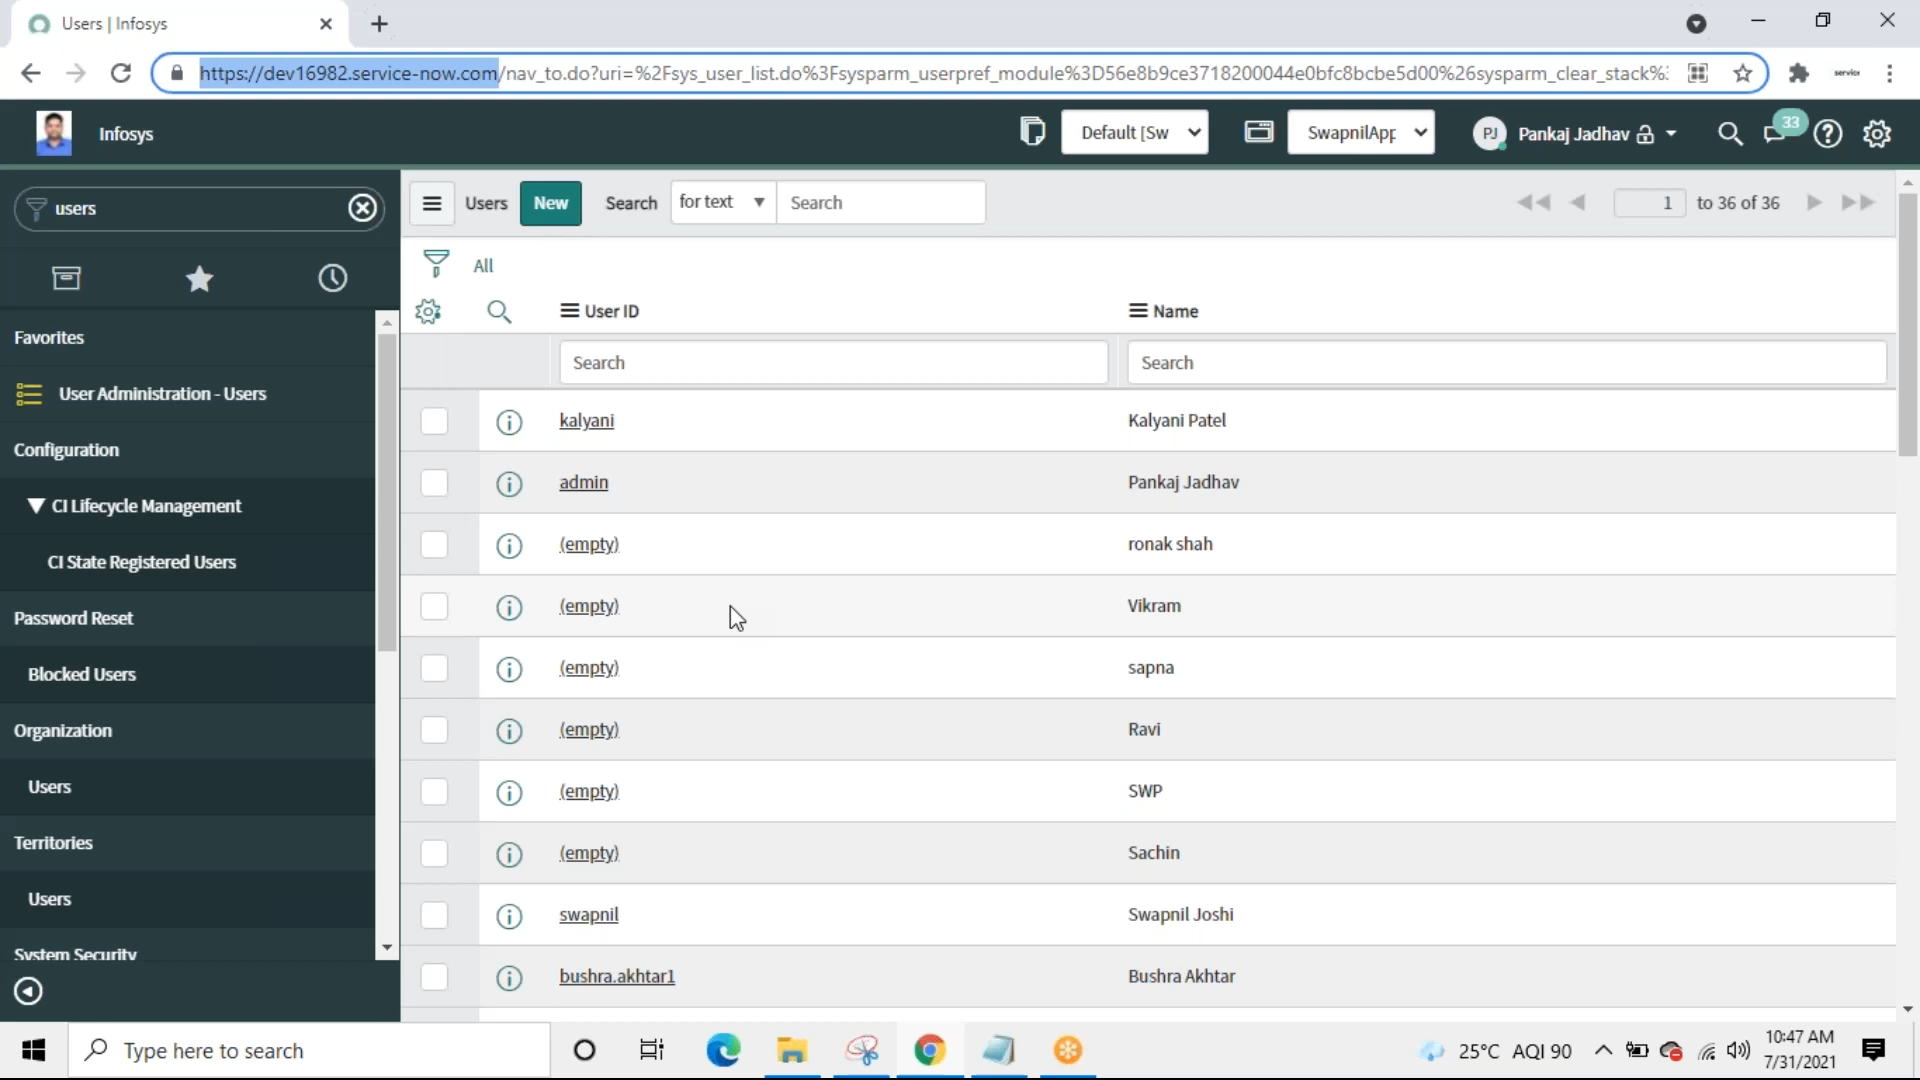 Users | Infosys
https://dev16982.service-now.com/nav_to.do?uri=%2Fsys_user_list.do%3Fsysparm_userpref_module%3D56e8b9ce3718200044e0bfc8bcbe5d00%26sysparm_clear_stack%:
service
Infosys
Default [Sw
SwapnilApp
PJ
Pankaj Jadhav
33
users
Users
New
Search
for text
Search
1
to 36 of 36
All
User ID
Name
Search
Search
Favorites
User Administration - Users
Configuration
CI Lifecycle Management
CI State Registered Users
Password Reset
Blocked Users
Organization
Users
Territories
Users
System Security
kalyani Kalyani Patel
admin Pankaj Jadhav
(empty) ronak shah
(empty) Vikram
(empty) sapna
(empty) Ravi
(empty) SWP
(empty) Sachin
swapnil Swapnil Joshi
bushra.akhtar1 Bushra Akhtar
Type here to search
25°C AQI 90
10:47 AM
7/31/2021